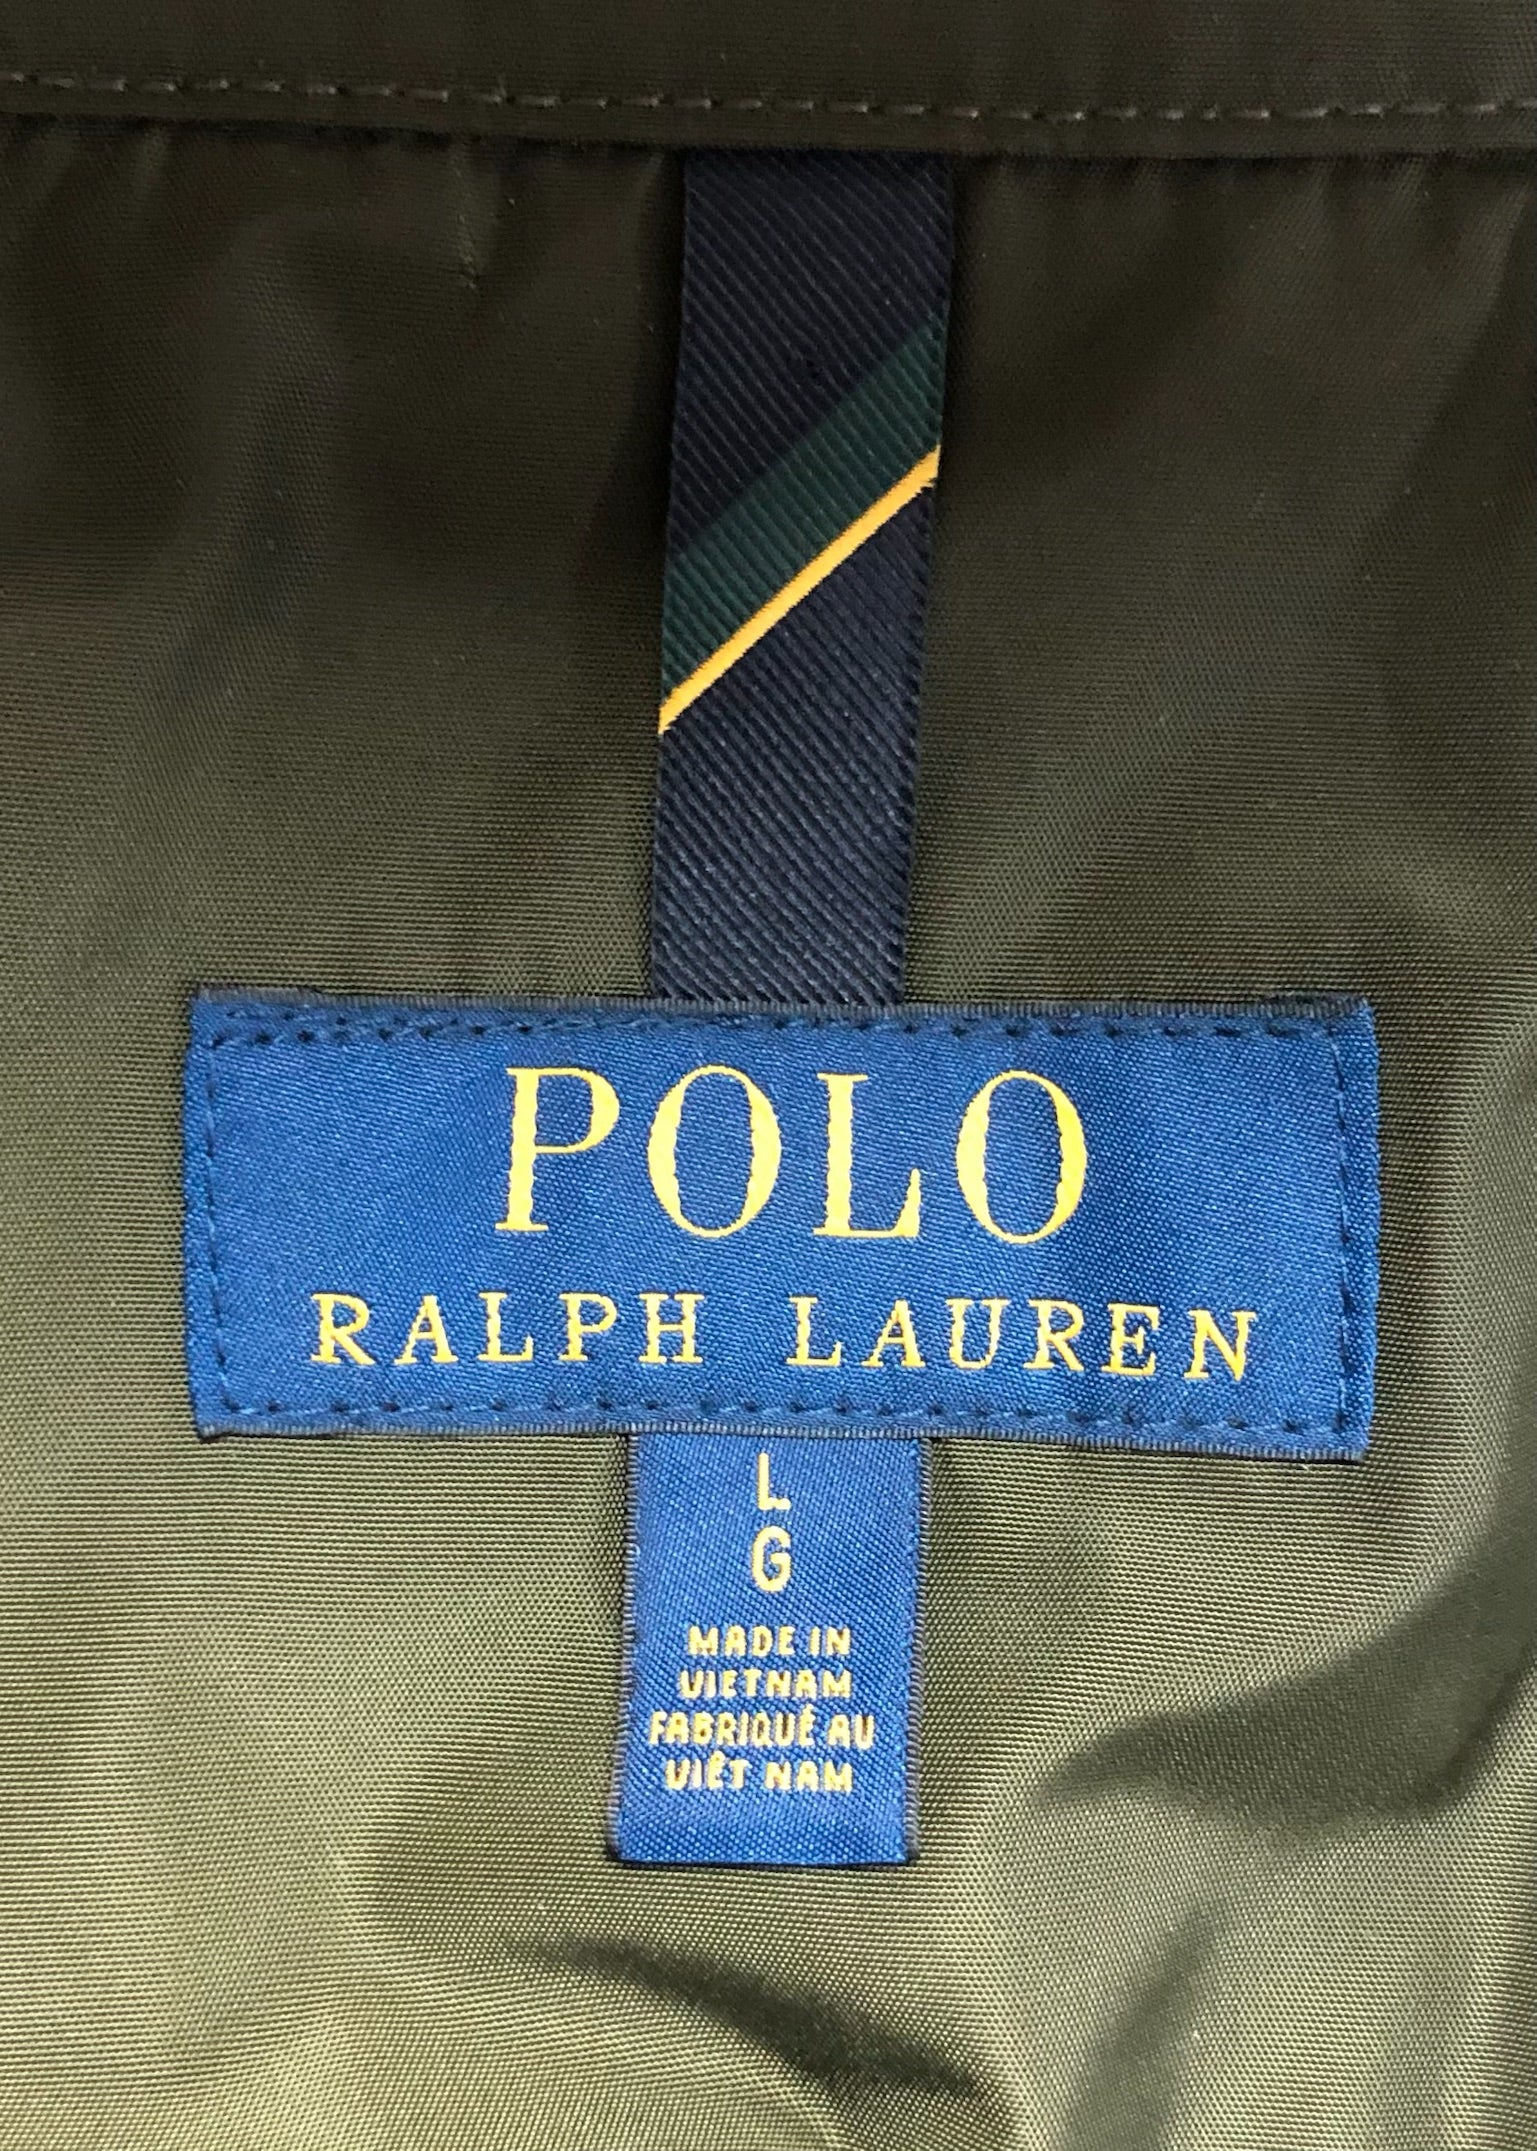 POLO
RALPH LAUREN
L
G
MADE IN
VIETNAM
FABRIQUÉ AU
VIÊT NAM